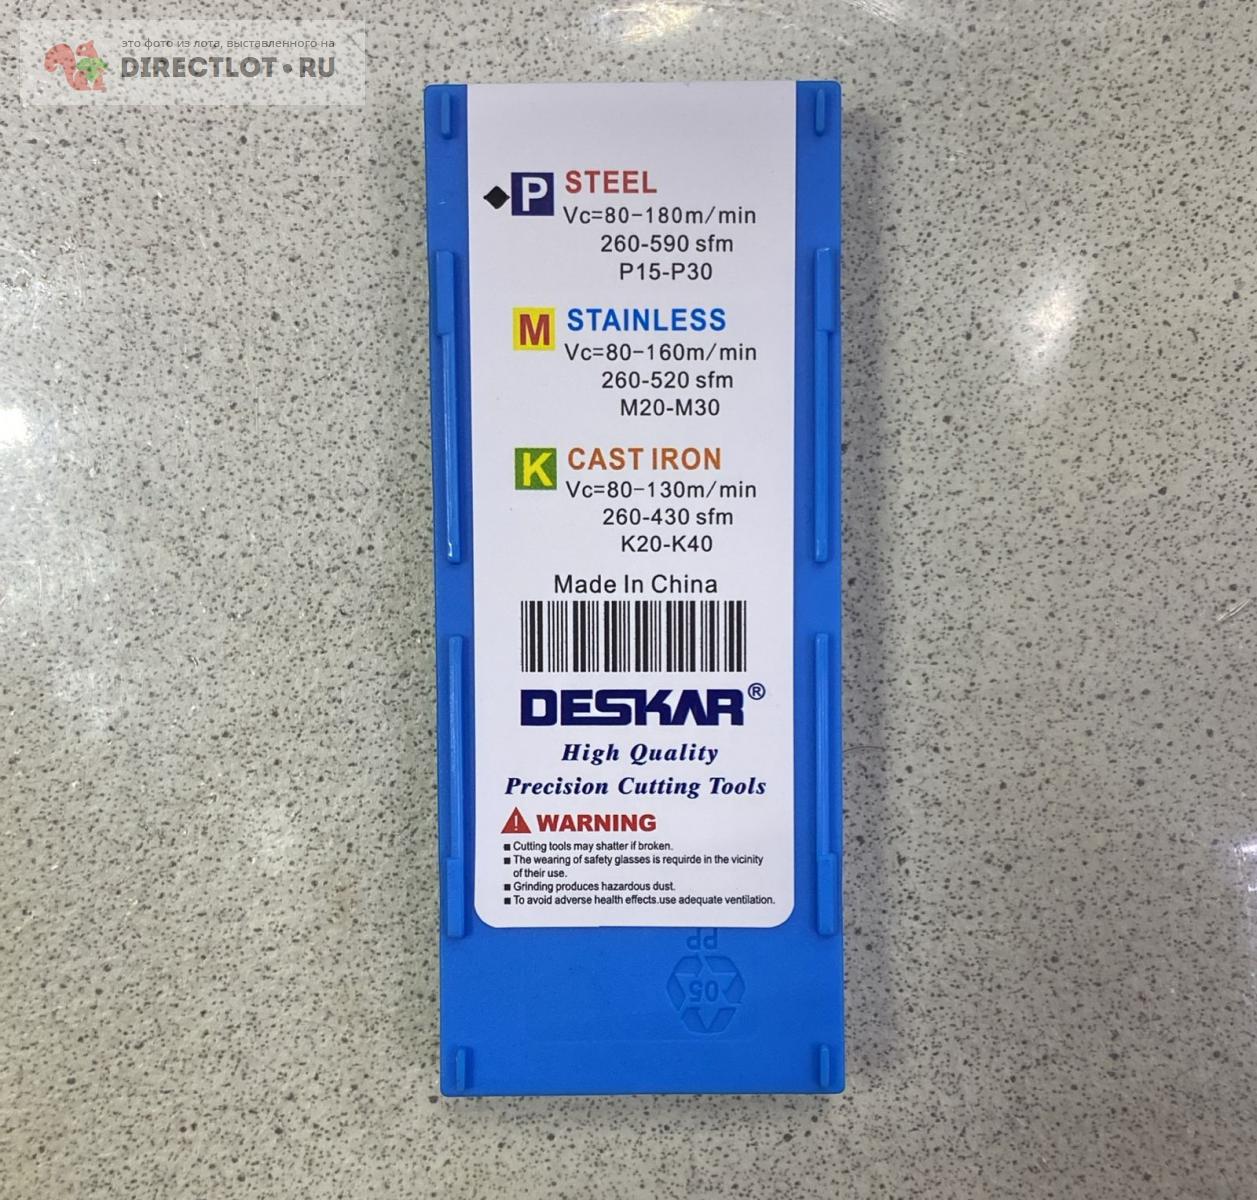 это фото из лота, выставленного на
DIRECTLOT•RU
P STEEL
Vc=80-180m/min
260-590 sfm
P15-P30
M STAINLESS
Vc=80-160m/min
260-520 sfm
M20-M30
K CAST IRON
Vc=80-130m/min
260-430 sfm
K20-K40
Made In China
DESKAR®
High Quality
Precision Cutting Tools
! WARNING
■ Cutting tools may shatter if broken.
■ The wearing of safety glasses is requirde in the vicinity
of their use.
■ Grinding produces hazardous dust.
■ To avoid adverse health effects.use adequate ventilation.
PP
05